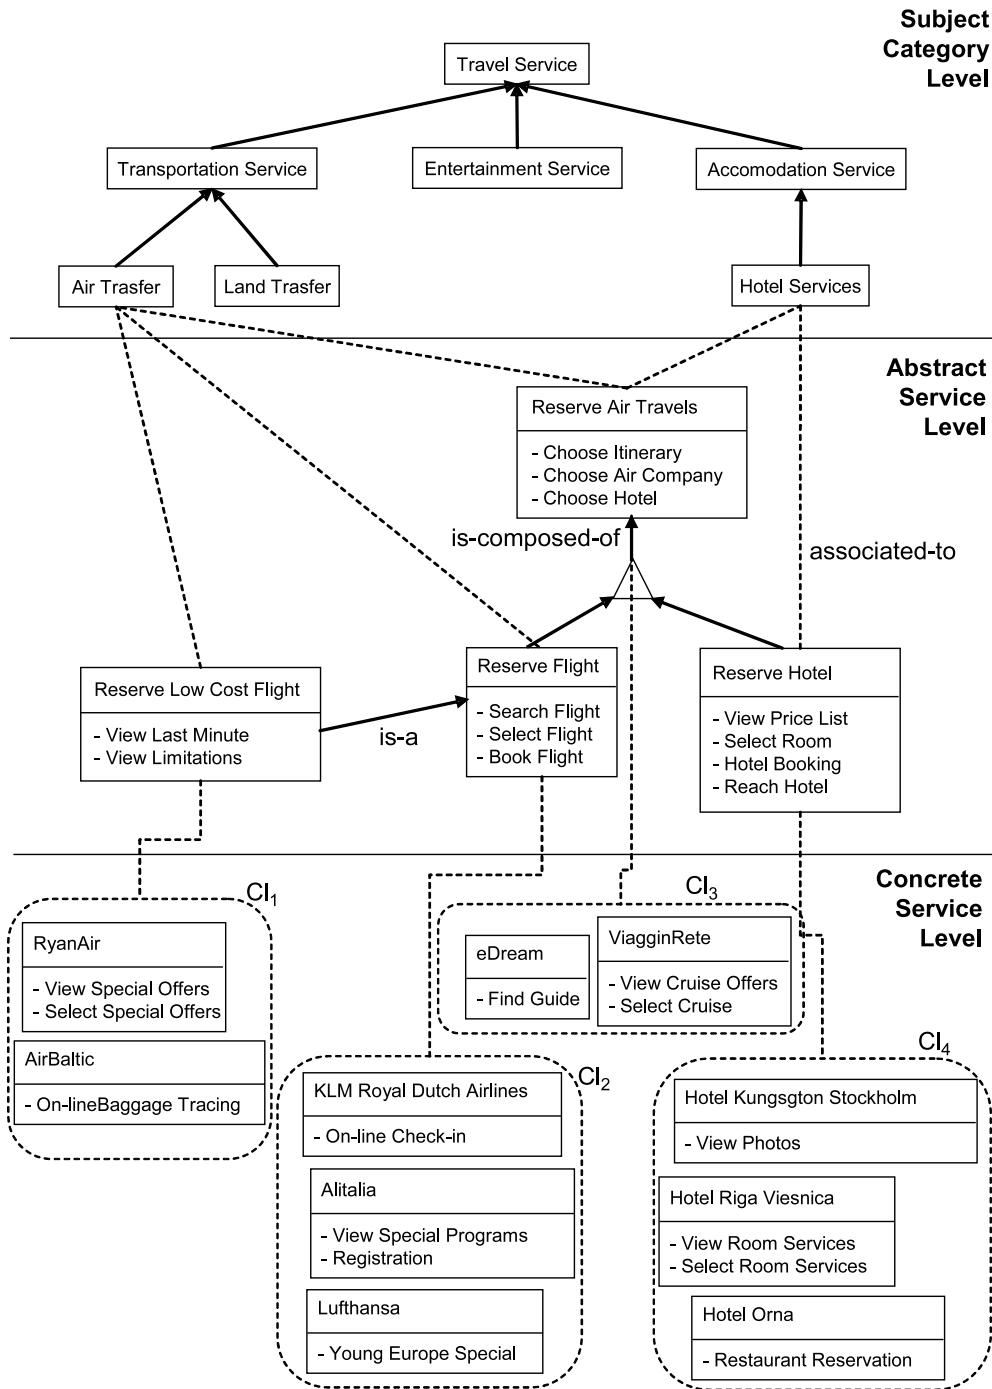 Subject
Category
Level
Travel Service
Transportation Service
Entertainment Service
Accomodation Service
Air Trasfer
Land Trasfer
Hotel Services
Abstract
Service
Level
Reserve Air Travels
- Choose Itinerary
- Choose Air Company
- Choose Hotel
is-composed-of
associated-to
Reserve Low Cost Flight
- View Last Minute
- View Limitations
is-a
Reserve Flight
- Search Flight
- Select Flight
- Book Flight
Reserve Hotel
- View Price List
- Select Room
- Hotel Booking
- Reach Hotel
Concrete
Service
Level
Cl1
RyanAir
- View Special Offers
- Select Special Offers
AirBaltic
- On-lineBaggage Tracing
Cl3
eDream
- Find Guide
ViagginRete
- View Cruise Offers
- Select Cruise
Cl2
KLM Royal Dutch Airlines
- On-line Check-in
Alitalia
- View Special Programs
- Registration
Lufthansa
- Young Europe Special
Cl4
Hotel Kungsgton Stockholm
- View Photos
Hotel Riga Viesnica
- View Room Services
- Select Room Services
Hotel Orna
- Restaurant Reservation